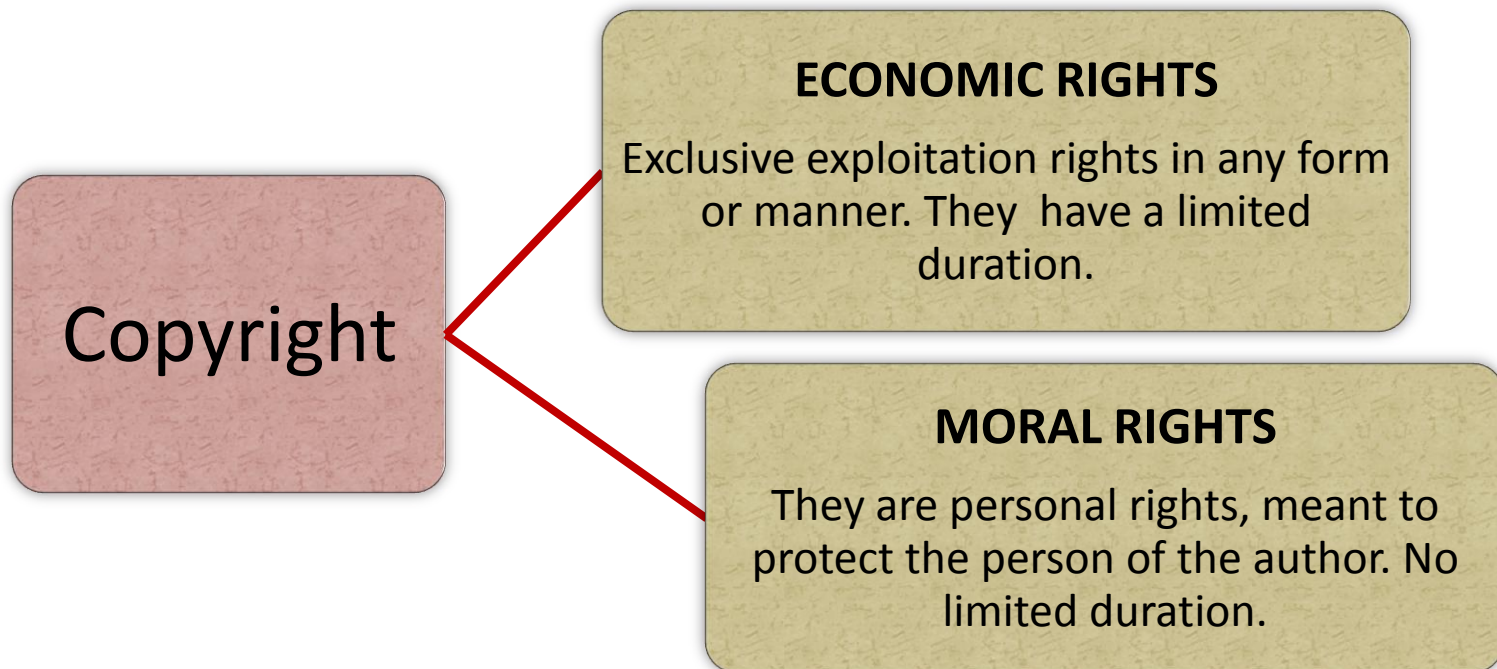 Copyright
ECONOMIC RIGHTS
Exclusive exploitation rights in any form
or manner. They  have a limited
duration.
MORAL RIGHTS
They are personal rights, meant to
protect the person of the author. No
limited duration.